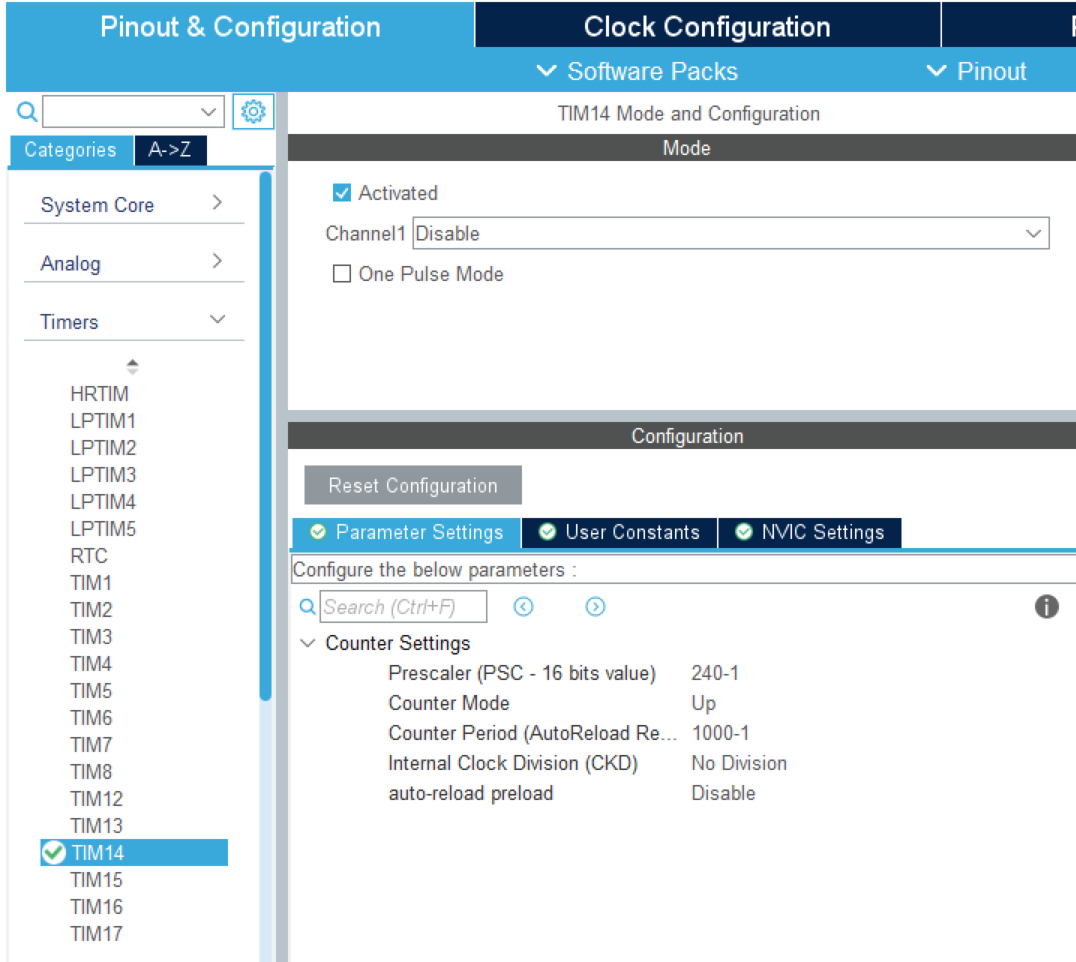 Pinout & Configuration
Clock Configuration
Software Packs
Pinout
Categories
A->Z
System Core
Analog
Timers
HRTIM
LPTIM1
LPTIM2
LPTIM3
LPTIM4
LPTIM5
RTC
TIM1
TIM2
TIM3
TIM4
TIM5
TIM6
TIM7
TIM8
TIM12
TIM13
TIM14
TIM15
TIM16
TIM17
TIM14 Mode and Configuration
Mode
Activated
Channel1 Disable
One Pulse Mode
Configuration
Reset Configuration
Parameter Settings
User Constants
NVIC Settings
Configure the below parameters :
Search (Ctrl+F)
Counter Settings
Prescaler (PSC - 16 bits value) 240-1
Counter Mode Up
Counter Period (AutoReload Re... 1000-1
Internal Clock Division (CKD) No Division
auto-reload preload Disable